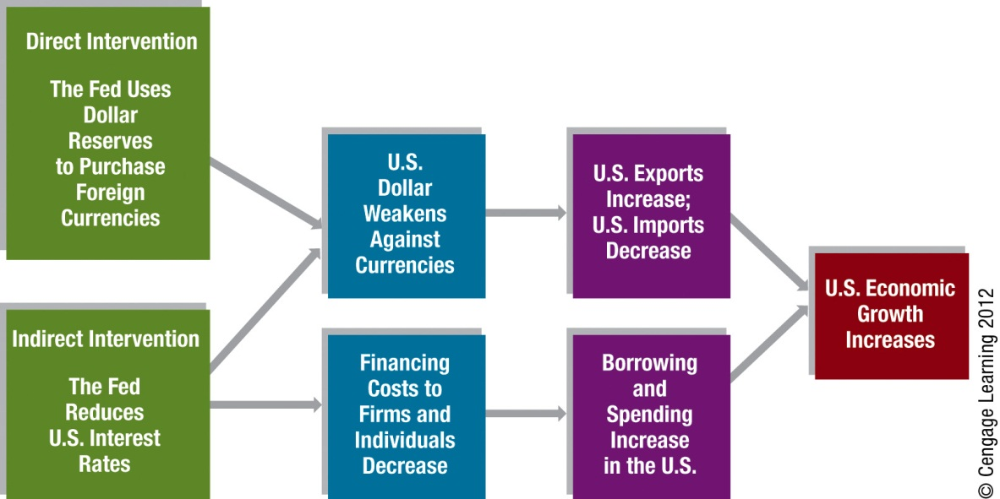 Direct Intervention
The Fed Uses
Dollar
Reserves
to Purchase
Foreign
Currencies
Indirect Intervention
The Fed
Reduces
U.S. Interest
Rates
U.S.
Dollar
Weakens
Against
Currencies
Financing
Costs to
Firms and
Individuals
Decrease
U.S. Exports
Increase;
U.S. Imports
Decrease
Borrowing
and
Spending
Increase
in the U.S.
U.S. Economic
Growth
Increases
© Cengage Learning 2012